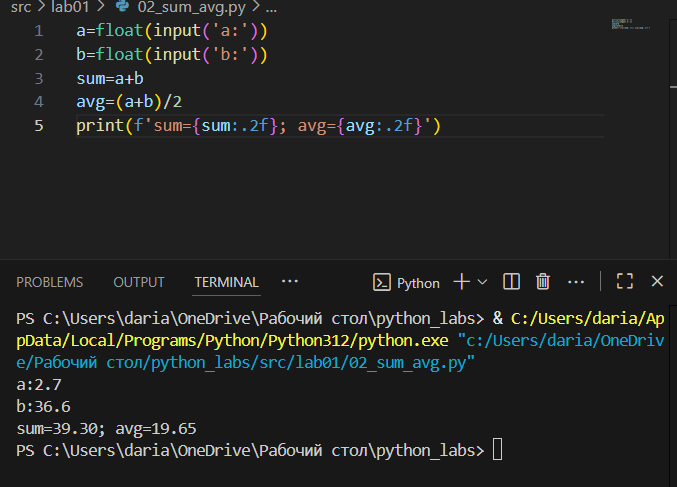 src > lab01 > 02_sum_avg.py > ...
1 a=float(input('a:'))
2 b=float(input('b:'))
3 sum=a+b
4 avg=(a+b)/2
5 print(f'sum={sum:.2f}; avg={avg:.2f}')
PROBLEMS OUTPUT TERMINAL ... Python
PS C:\Users\daria\OneDrive\Рабочий стол\python_labs> & C:/Users/daria/Ap
pData/Local/Programs/Python/Python312/python.exe "c:/Users/daria/OneDriv
e/Рабочий стол/python_labs/src/lab01/02_sum_avg.py"
a:2.7
b:36.6
sum=39.30; avg=19.65
PS C:\Users\daria\OneDrive\Рабочий стол\python_labs>